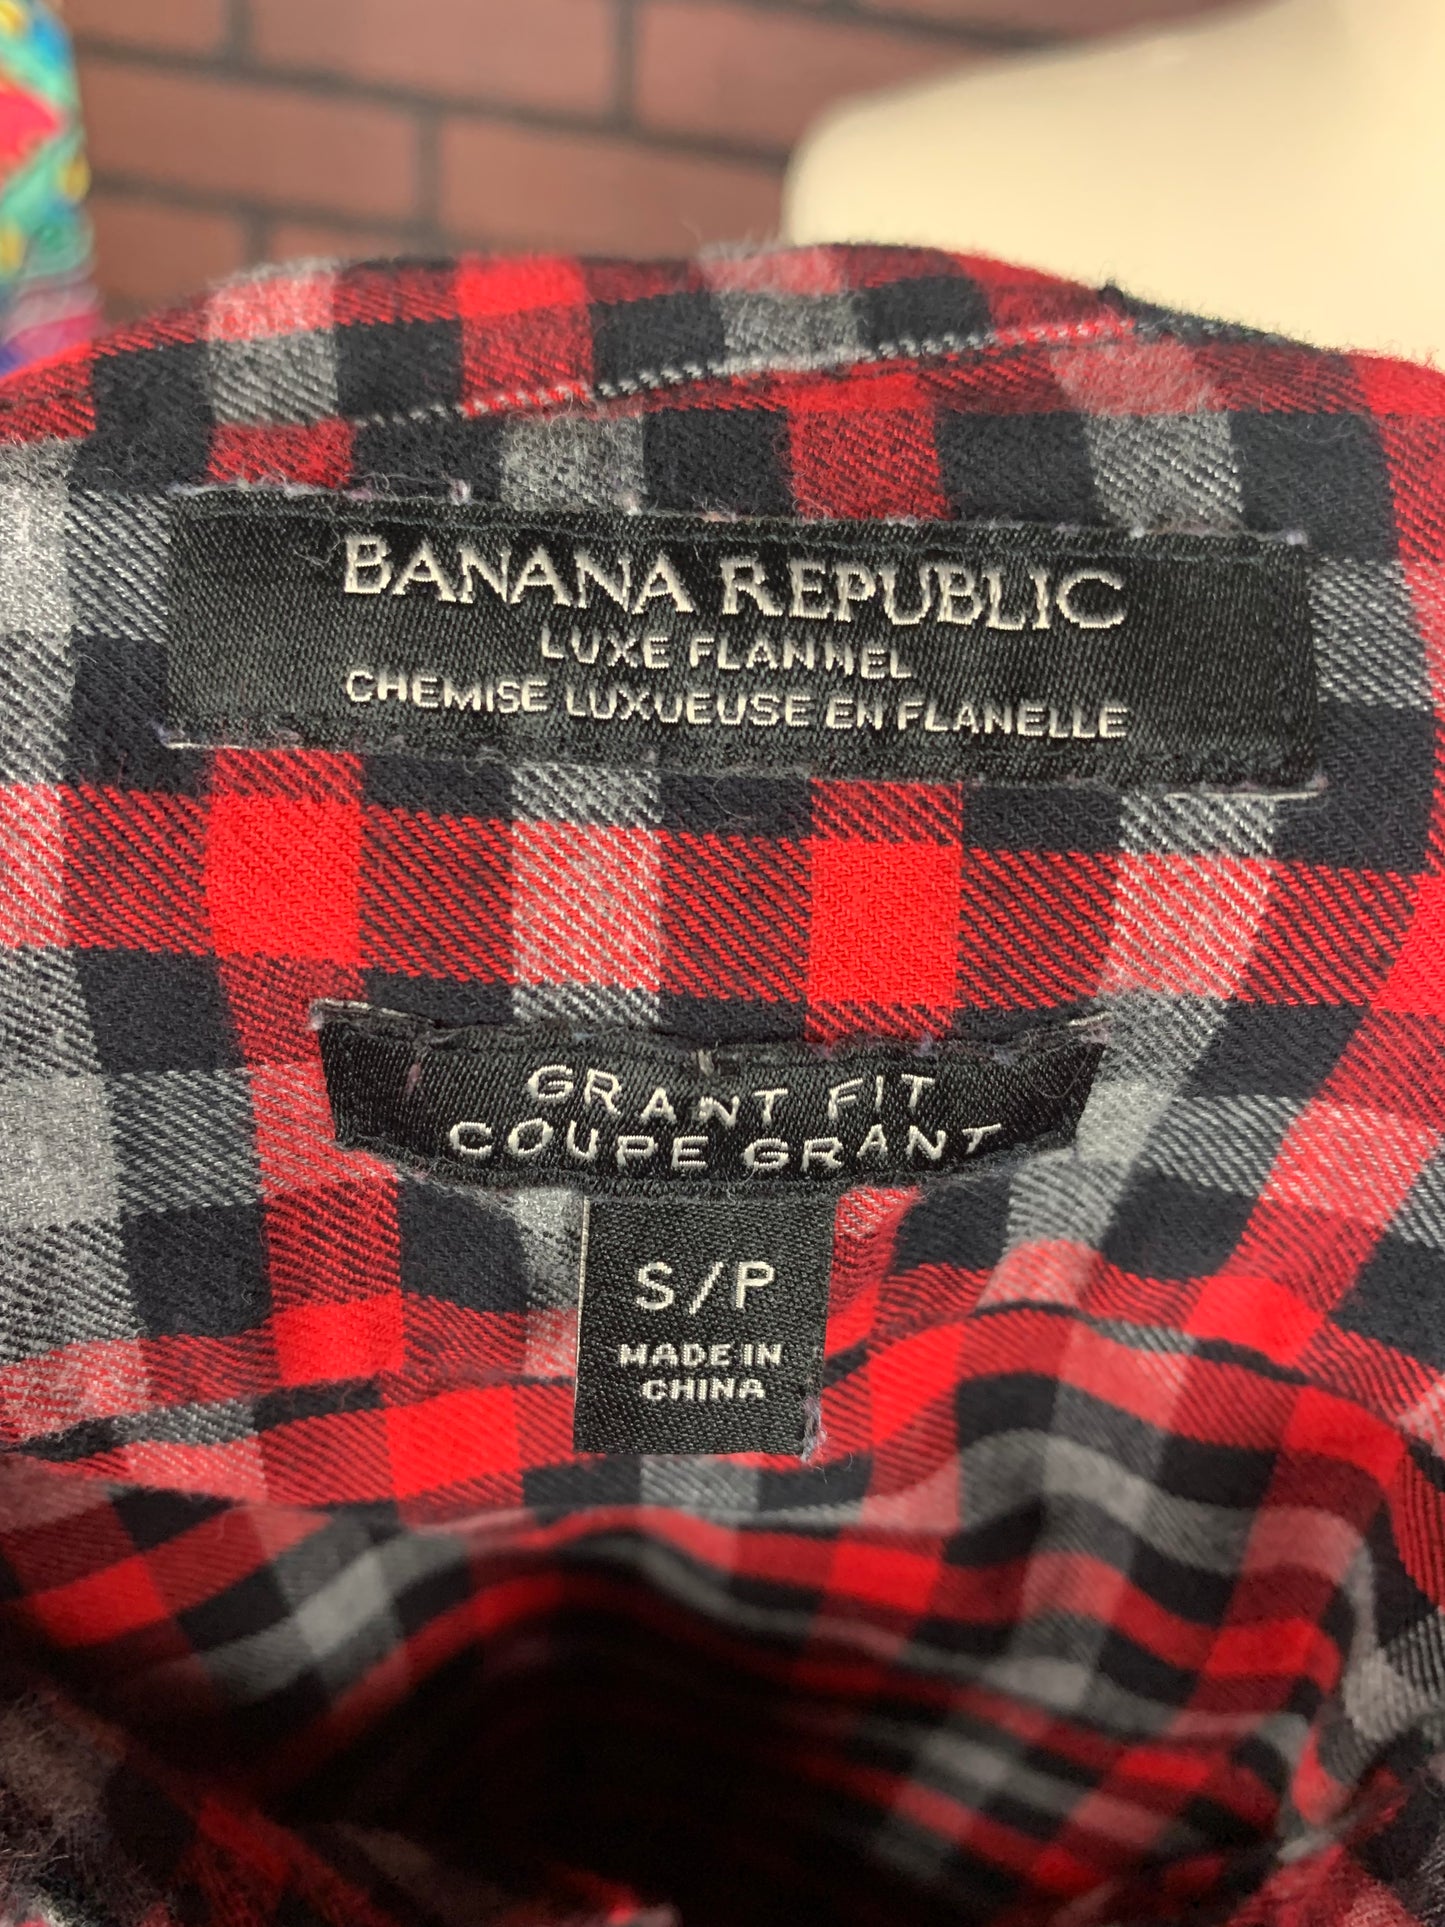 BANANA REPUBLIC
LUXE FLANNEL
CHEMISE LUXUEUSE EN FLANELLE
GRANT FIT
COUPE GRANT
S/P
MADE IN
CHINA